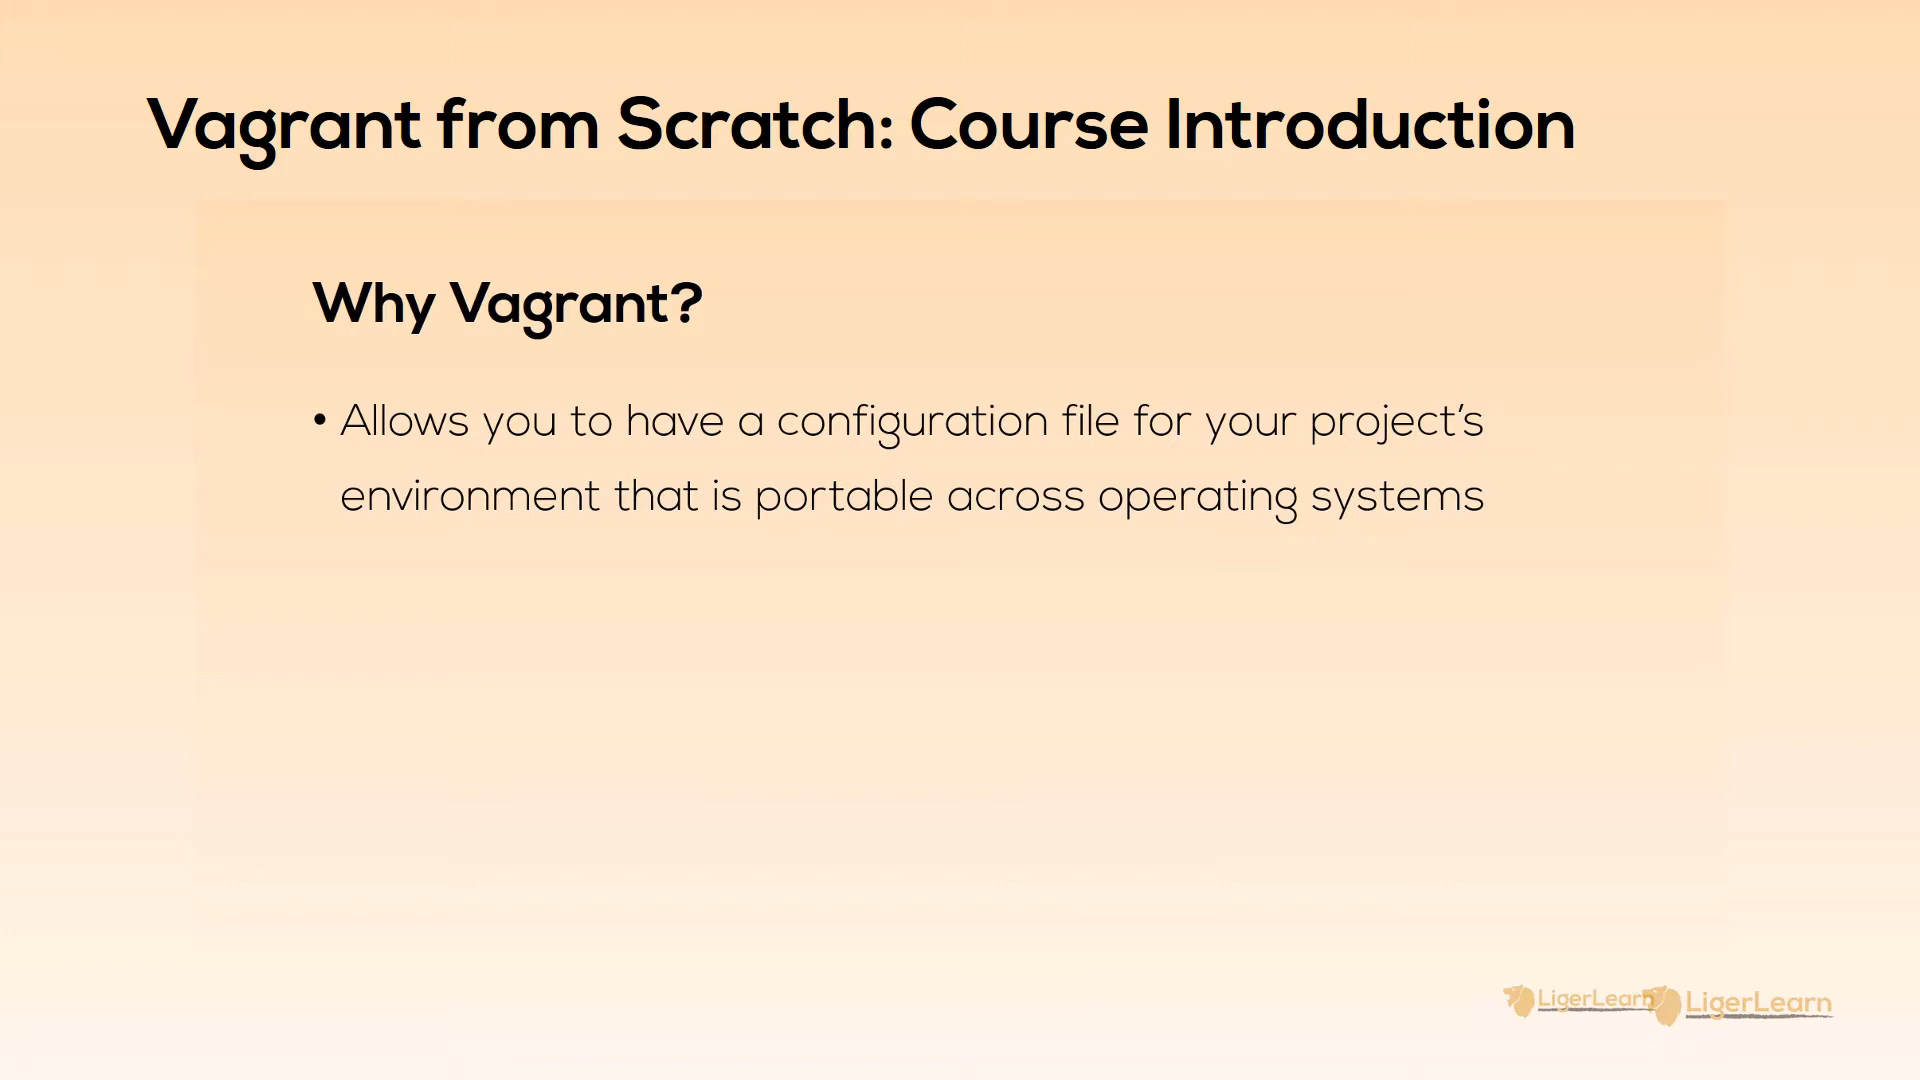 Vagrant from Scratch: Course Introduction
Why Vagrant?
• Allows you to have a configuration file for your project’s
environment that is portable across operating systems
LigerLearn LigerLearn